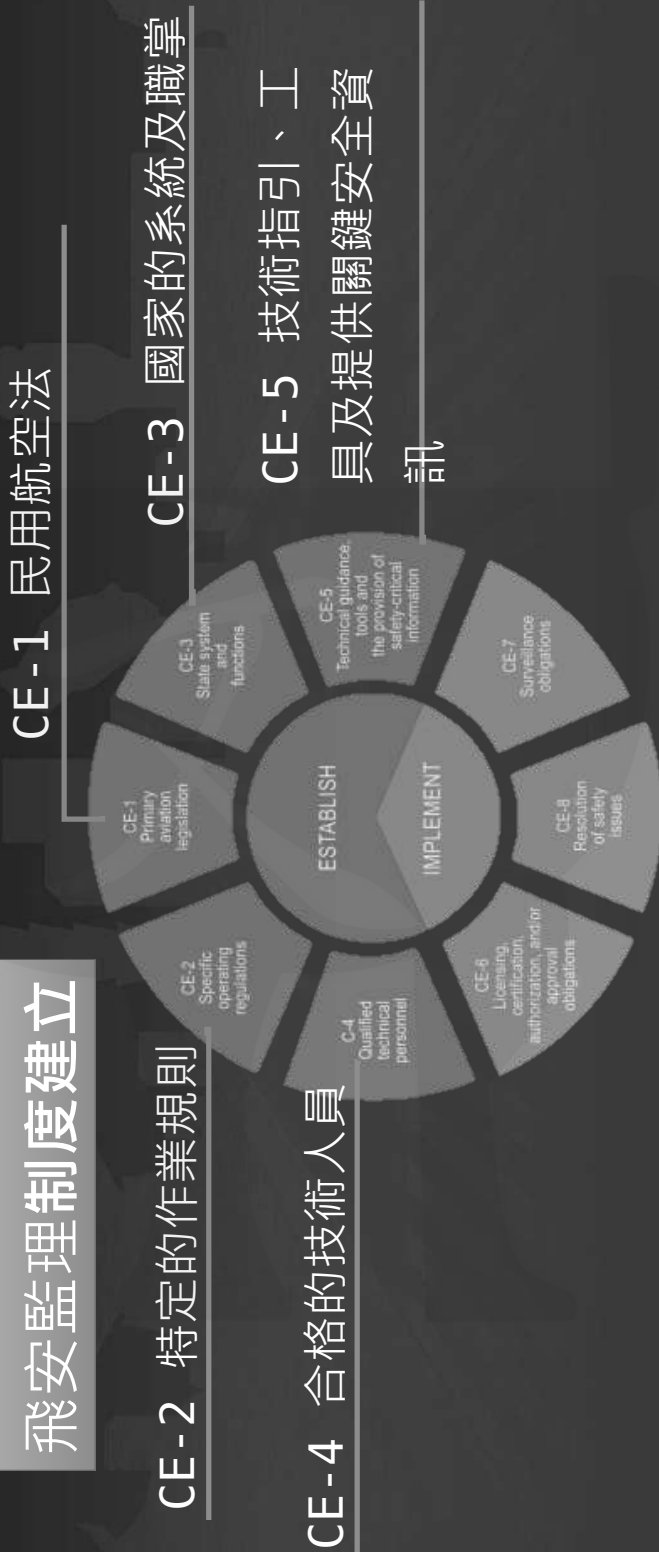 飛安監理制度建立
CE-1 民用航空法
CE-2 特定的作業規則
CE-3 國家的系統及職掌
CE-4 合格的技術人員
CE-5 技術指引、工
具及提供關鍵安全資
訊
CE-1
Primary
aviation
legislation
CE-2
Specific
operating
regulations
CE-3
State system
and
functions
C-4
Qualified
technical
personnel
CE-5
Technical guidance,
tools and
the provision of
safety-critical
information
CE-6
Licensing,
certification,
authorization, and/or
approval
obligations
CE-7
Surveillance
obligations
CE-8
Resolution
of safety
issues
ESTABLISH
IMPLEMENT